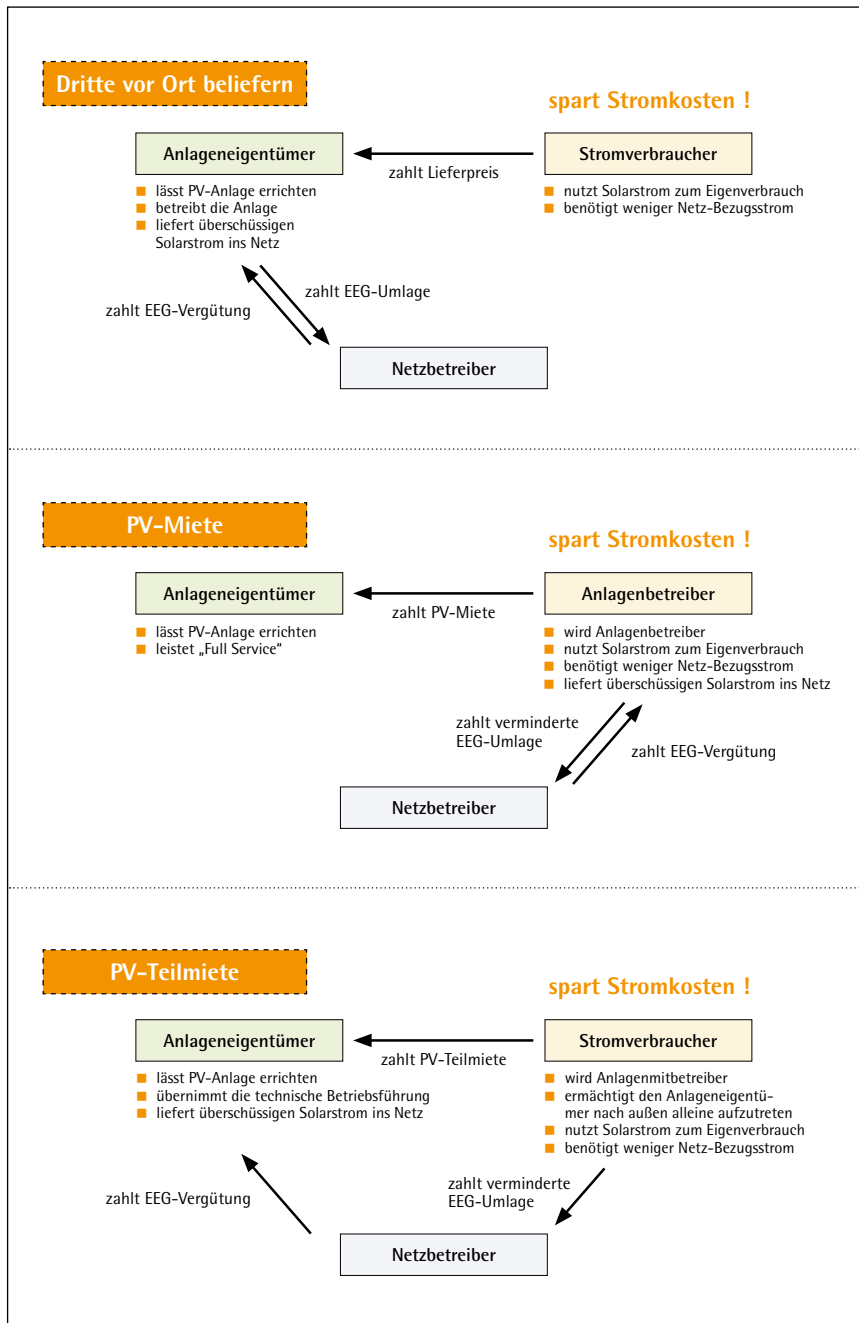 Dritte vor Ort beliefern
spart Stromkosten !
Anlageneigentümer
zahlt Lieferpreis
Stromverbraucher
lässt PV-Anlage errichten
betreibt die Anlage
liefert überschüssigen
Solarstrom ins Netz
nutzt Solarstrom zum Eigenverbrauch
benötigt weniger Netz-Bezugsstrom
zahlt EEG-Vergütung
zahlt EEG-Umlage
Netzbetreiber
PV-Miete
spart Stromkosten !
Anlageneigentümer
zahlt PV-Miete
Anlagenbetreiber
lässt PV-Anlage errichten
leistet „Full Service“
wird Anlagenbetreiber
nutzt Solarstrom zum Eigenverbrauch
benötigt weniger Netz-Bezugsstrom
liefert überschüssigen Solarstrom ins Netz
zahlt verminderte
EEG-Umlage
zahlt EEG-Vergütung
Netzbetreiber
PV-Teilmiete
spart Stromkosten !
Anlageneigentümer
zahlt PV-Teilmiete
Stromverbraucher
lässt PV-Anlage errichten
übernimmt die technische Betriebsführung
liefert überschüssigen Solarstrom ins Netz
wird Anlagenmitbetreiber
ermächtigt den Anlageneigentü-
mer nach außen alleine aufzutreten
nutzt Solarstrom zum Eigenverbrauch
benötigt weniger Netz-Bezugsstrom
zahlt EEG-Vergütung
zahlt verminderte
EEG-Umlage
Netzbetreiber